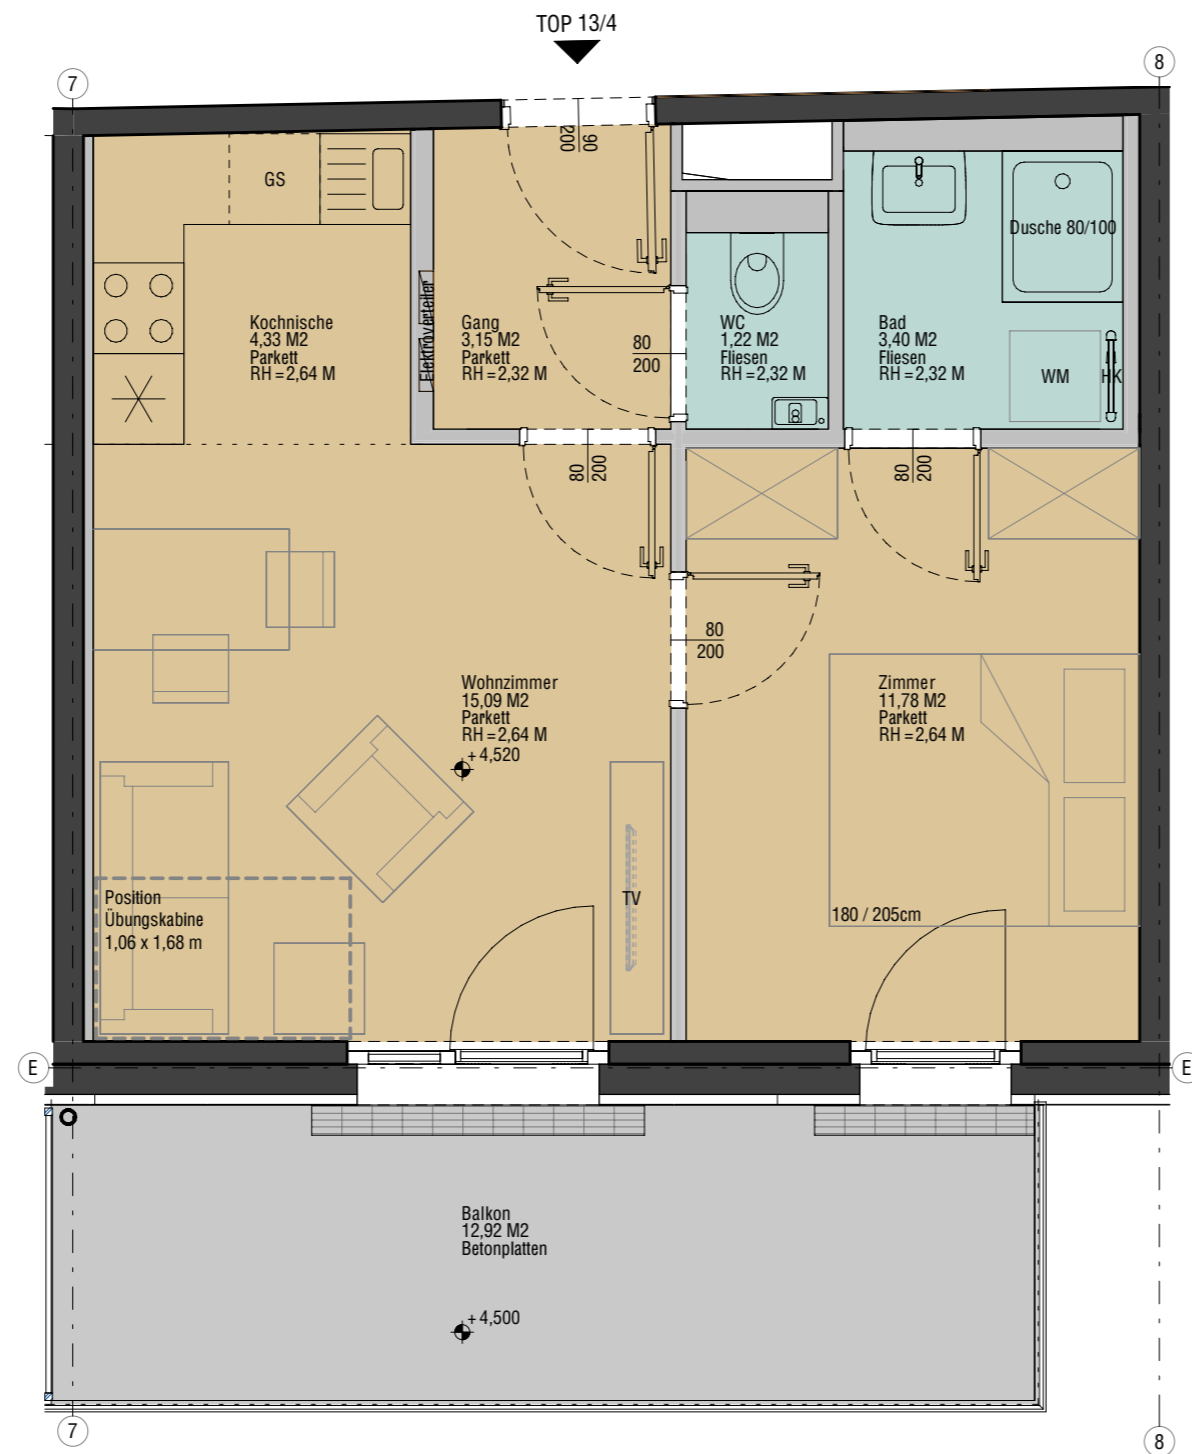 TOP 13/4
7
8
90
200
GS
Dusche 80/100
Elektroverteiler
Kochnische
4,33 M2
Parkett
RH = 2,64 M
Gang
3,15 M2
Parkett
RH = 2,32 M
80
200
WC
1,22 M2
Fliesen
RH = 2,32 M
Bad
3,40 M2
Fliesen
RH = 2,32 M
WM
HK
80
200
80
200
80
200
Wohnzimmer
15,09 M2
Parkett
RH = 2,64 M
+ 4,520
Zimmer
11,78 M2
Parkett
RH = 2,64 M
Position
Übungskabine
1,06 x 1,68 m
TV
180 / 205cm
E
E
Balkon
12,92 M2
Betonplatten
+ 4,500
7
8